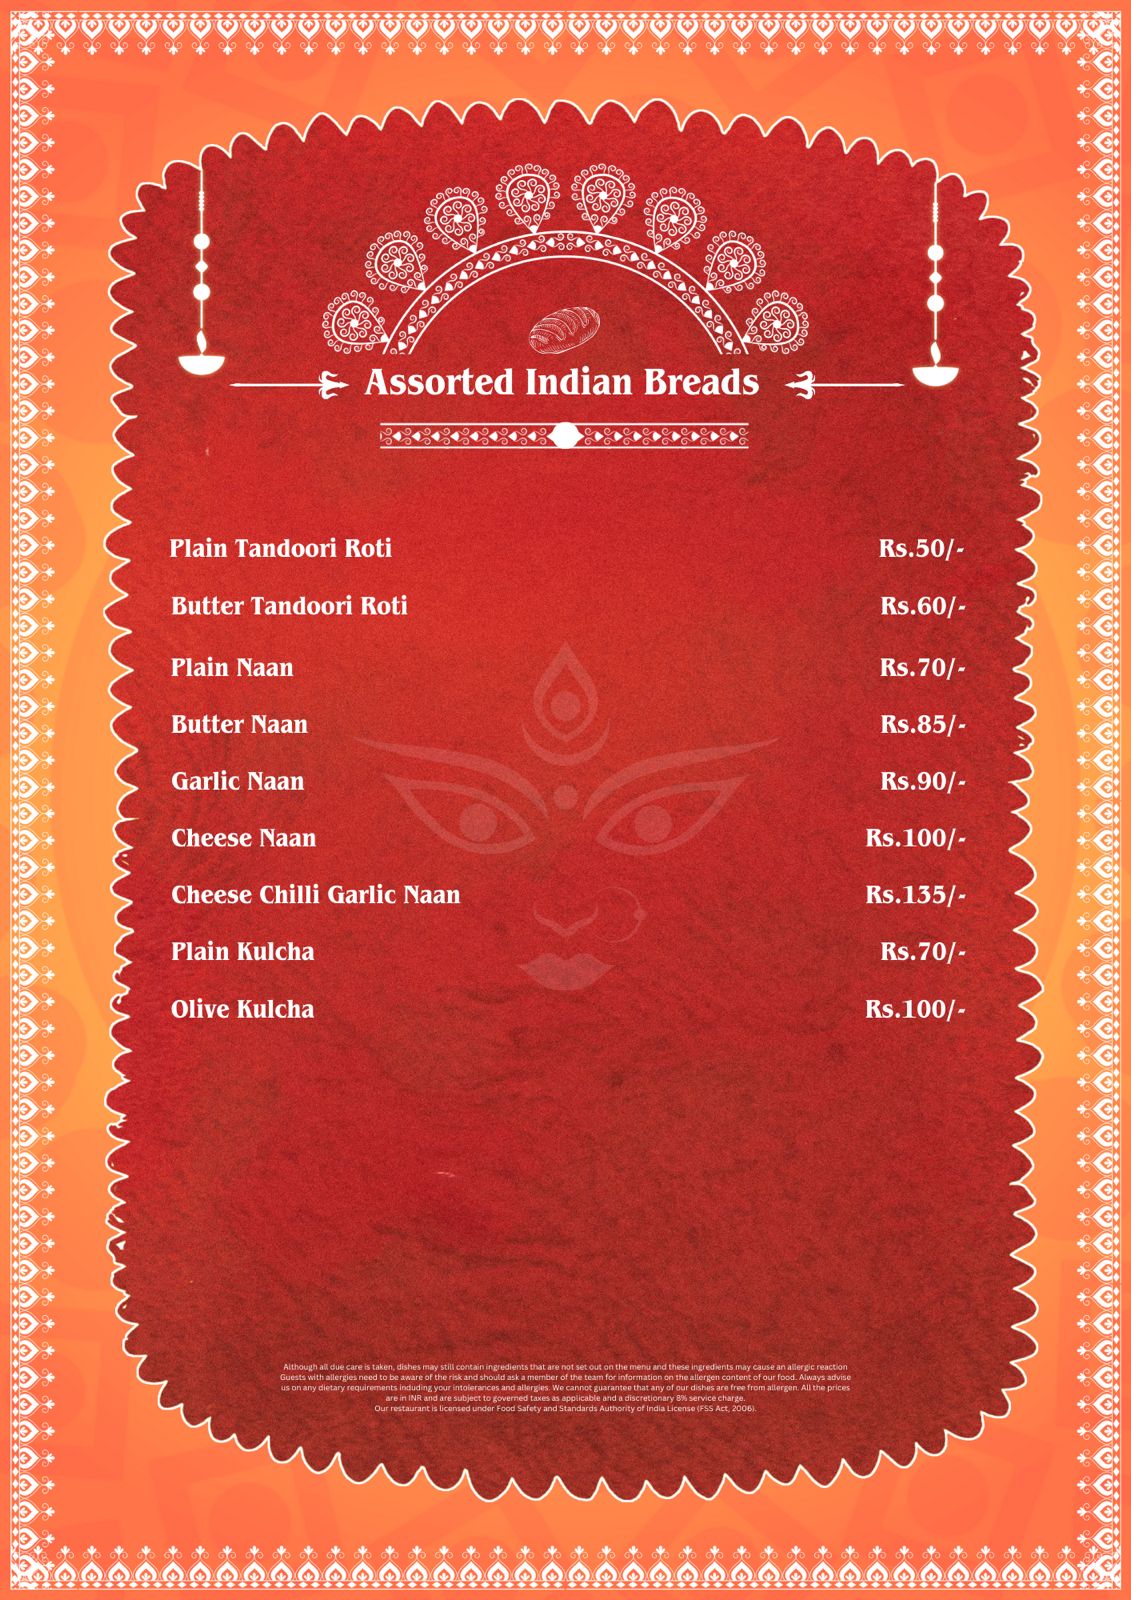 Assorted Indian Breads
Plain Tandoori Roti Rs.50/-
Butter Tandoori Roti Rs.60/-
Plain Naan Rs.70/-
Butter Naan Rs.85/-
Garlic Naan Rs.90/-
Cheese Naan Rs.100/-
Cheese Chilli Garlic Naan Rs.135/-
Plain Kulcha Rs.70/-
Olive Kulcha Rs.100/-
Although all due care is taken, dishes may still contain ingredients that are not set out on the menu and these ingredients may cause an allergic reaction
Guests with allergies need to be aware of the risk and should ask a member of the team for information on the allergen content of our food. Always advise
us on any dietary requirements including your intolerances and allergies. We cannot guarantee that any of our dishes are free from allergen. All the prices
are in INR and are subject to governed taxes as applicable and a discretionary 8% service charge.
Our restaurant is licensed under Food Safety and Standards Authority of India License (FSS Act, 2006).